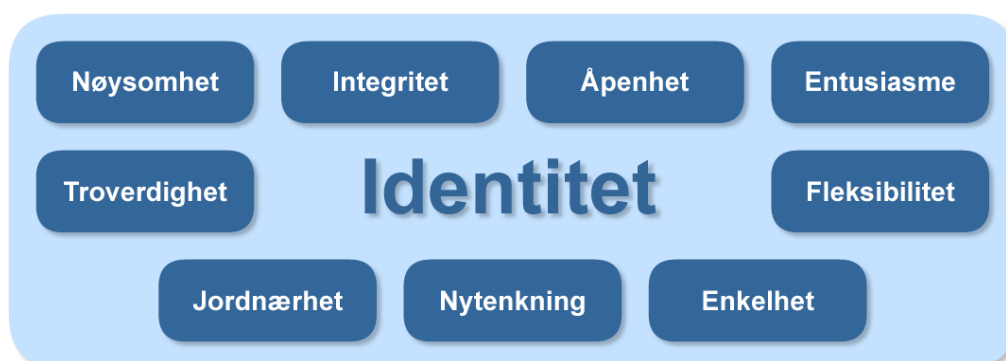 Nøysomhet
Integritet
Åpenhet
Entusiasme
Troverdighet
Identitet
Fleksibilitet
Jordnærhet
Nytenkning
Enkelhet